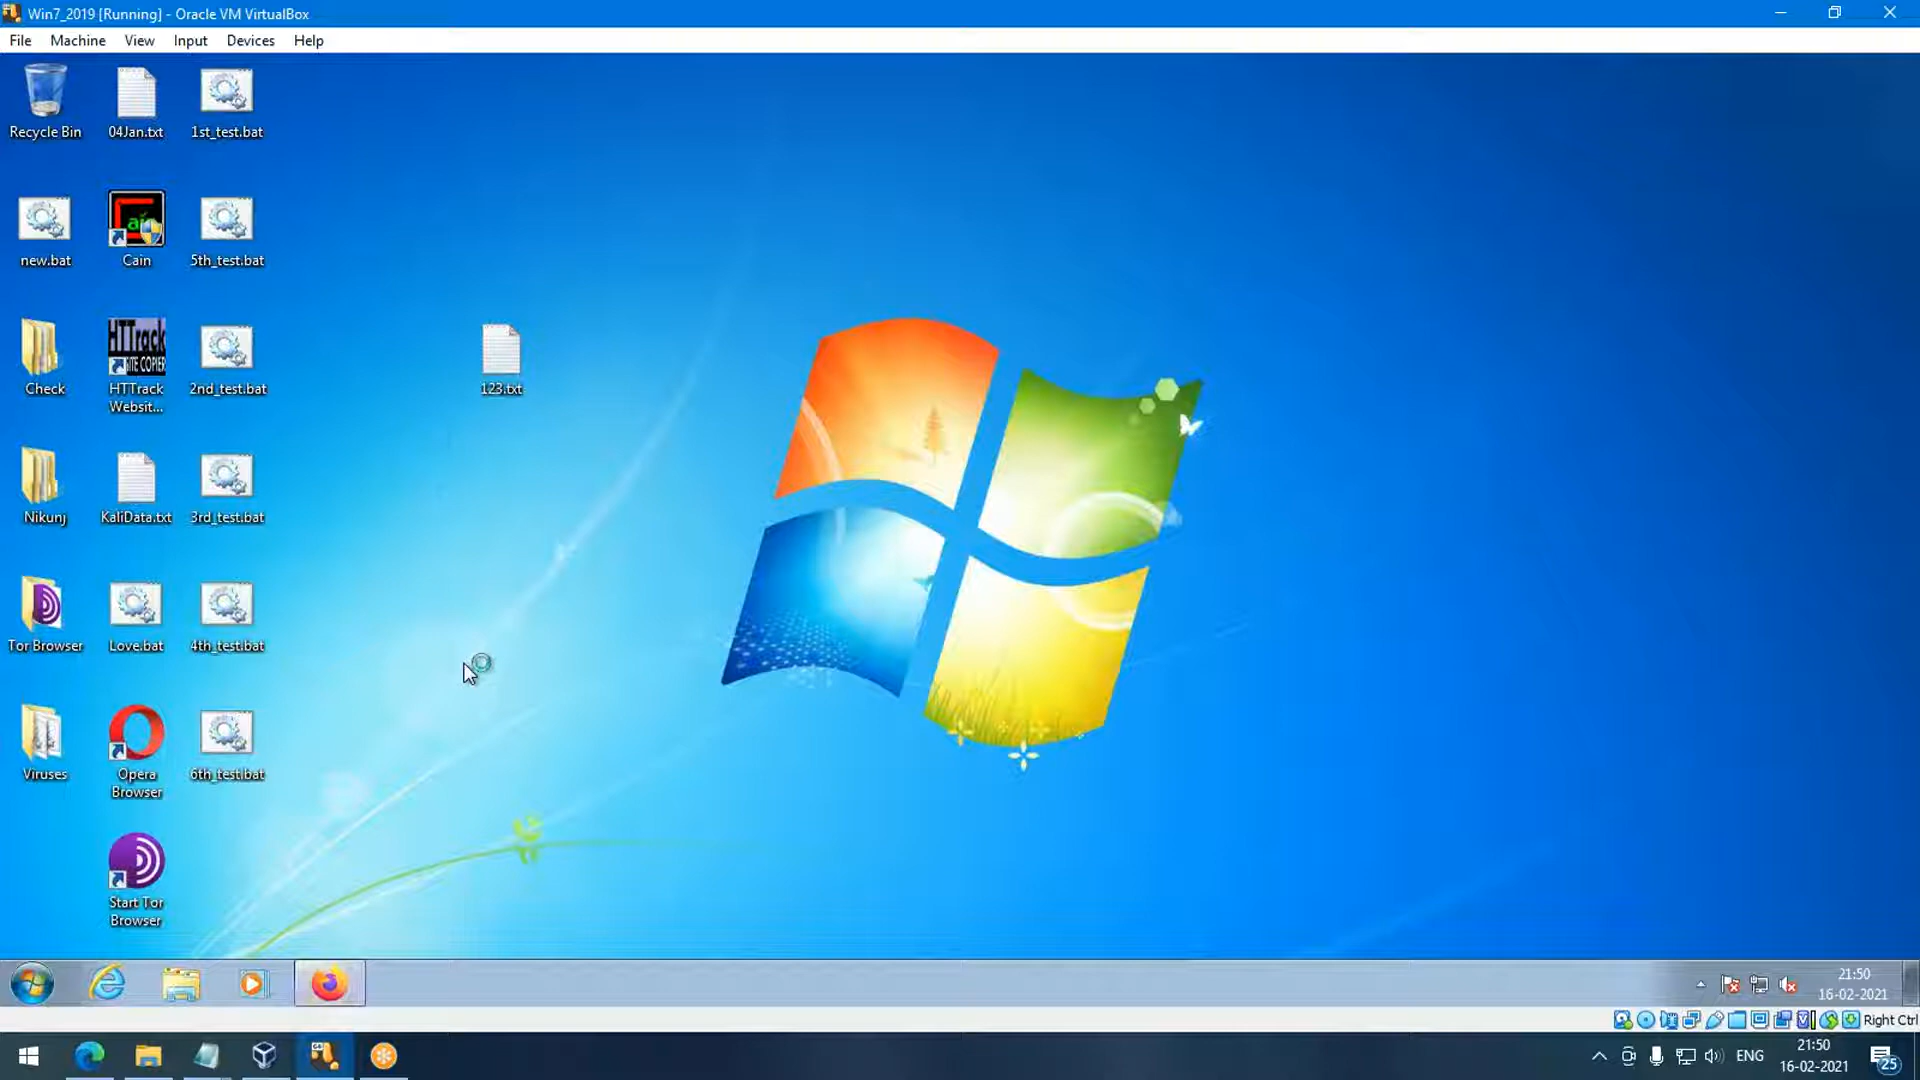 Win7_2019 [Running] - Oracle VM VirtualBox
File Machine View Input Devices Help
Recycle Bin
04Jan.txt
1st_test.bat
new.bat
Cain
5th_test.bat
Check
HTTrack
SITE COPIER
HTTrack
Websit...
2nd_test.bat
123.txt
Nikunj
KaliData.txt
3rd_test.bat
Tor Browser
Love.bat
4th_test.bat
Viruses
Opera
Browser
6th_test.bat
Start Tor
Browser
21:50
16-02-2021
Right Ctrl
ENG
21:50
16-02-2021
25